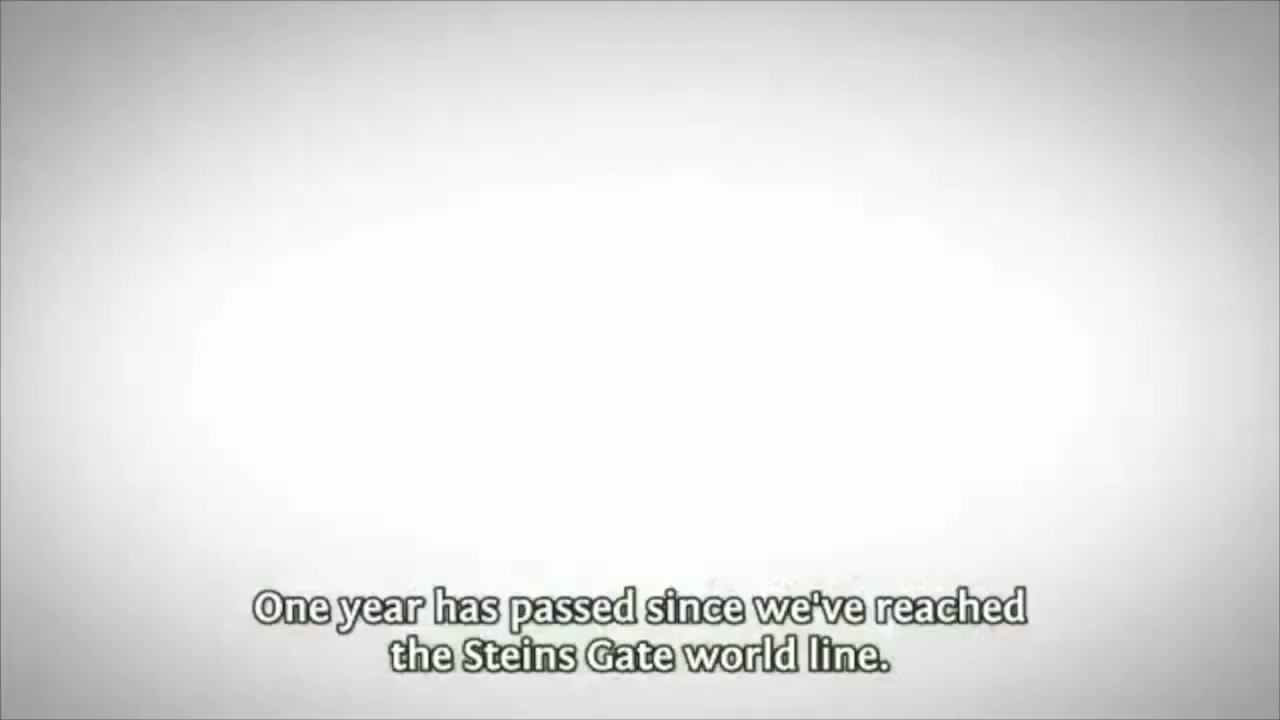 One year has passed since we've reached
the Steins Gate world line.